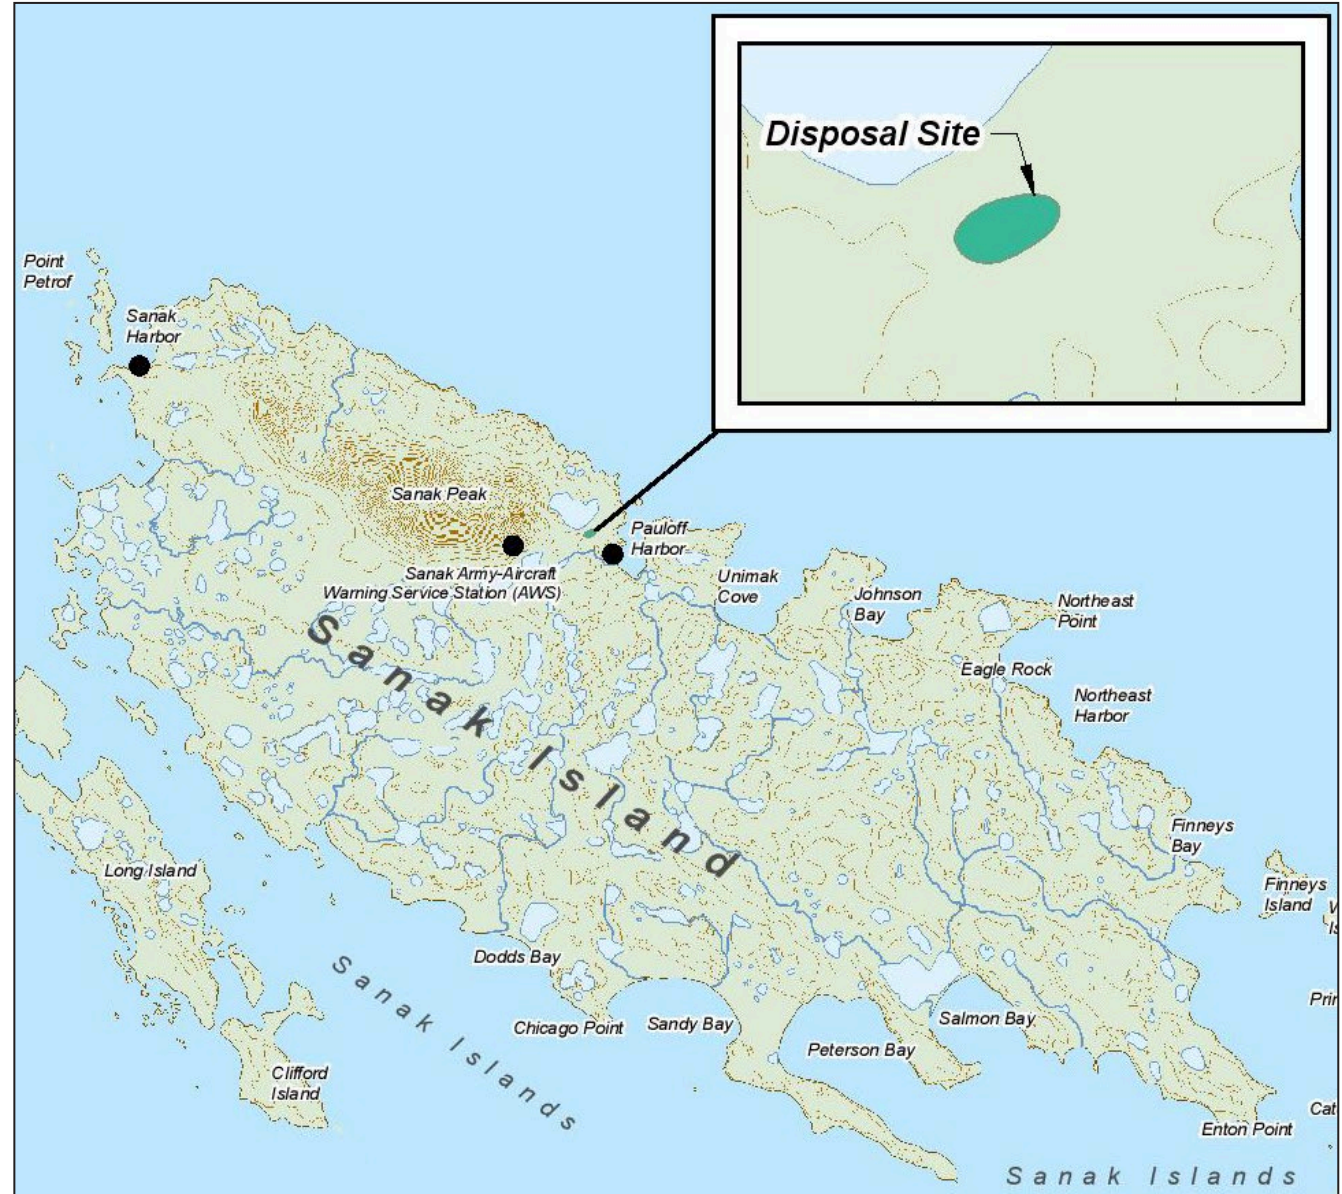 Disposal Site
Point
Petrof
Sanak
Harbor
Sanak Peak
Pauloff
Harbor
Sanak Army-Aircraft
Warning Service Station (AWS)
Unimak
Cove
Johnson
Bay
Northeast
Point
Eagle Rock
Northeast
Harbor
Sanak Island
Finneys
Bay
Long Island
Finneys
Island
Dodds Bay
Sanak Islands
Chicago Point
Sandy Bay
Salmon Bay
Peterson Bay
Clifford
Island
Enton Point
Sanak Islands